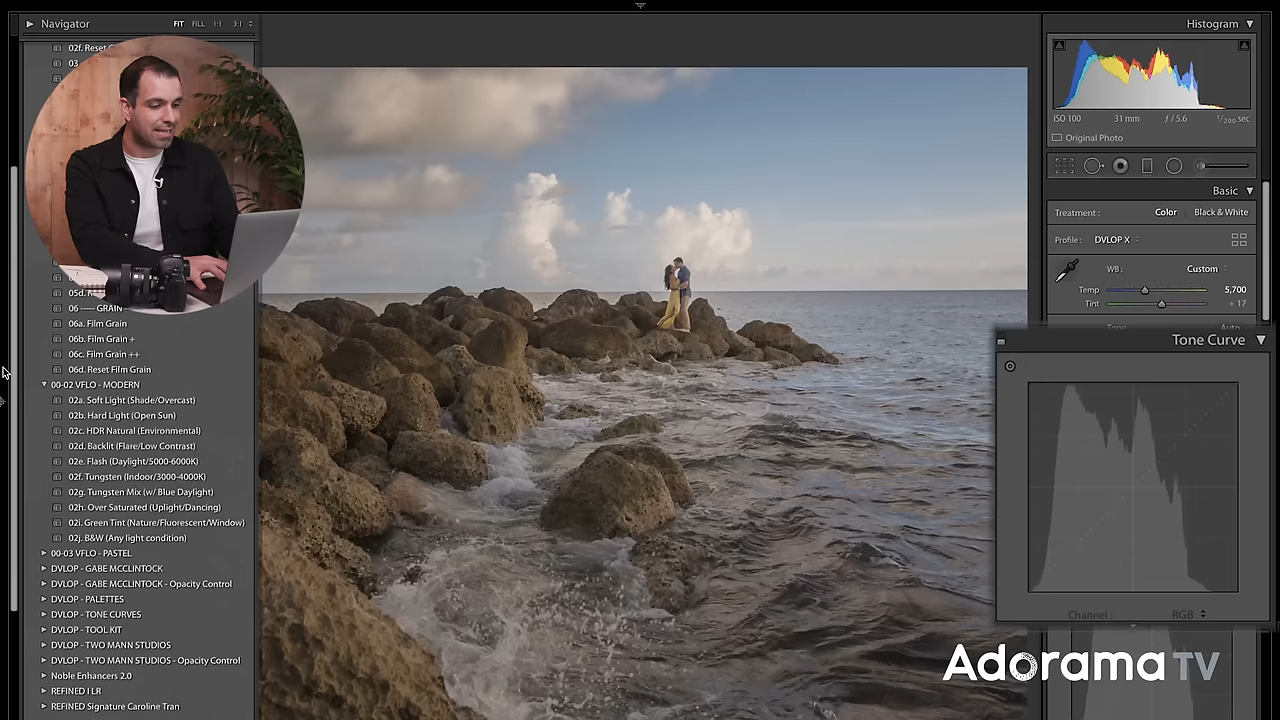 Navigator
FIT FILL 1:1 3:1
02f. Reset
03
05d.
06 ----- GRAIN
06a. Film Grain
06b. Film Grain +
06c. Film Grain ++
06d. Reset Film Grain
00-02 VFLO - MODERN
02a. Soft Light (Shade/Overcast)
02b. Hard Light (Open Sun)
02c. HDR Natural (Environmental)
02d. Backlit (Flare/Low Contrast)
02e. Flash (Daylight/5000-6000K)
02f. Tungsten (Indoor/3000-4000K)
02g. Tungsten Mix (w/ Blue Daylight)
02h. Over Saturated (Uplight/Dancing)
02i. Green Tint (Nature/Fluorescent/Window)
02j. B&W (Any light condition)
00-03 VFLO - PASTEL
DVLOP - GABE MCCLINTOCK
DVLOP - GABE MCCLINTOCK - Opacity Control
DVLOP - PALETTES
DVLOP - TONE CURVES
DVLOP - TOOL KIT
DVLOP - TWO MANN STUDIOS
DVLOP - TWO MANN STUDIOS - Opacity Control
Noble Enhancers 2.0
REFINED I LR
REFINED Signature Caroline Tran
Histogram
ISO 100 31 mm ƒ / 5.6 1/200 sec
Original Photo
Basic
Treatment : Color Black & White
Profile : DVLOP X
WB : Custom
Temp 5,700
Tint + 17
Tone Auto
Tone Curve
Channel : RGB
Adorama TV